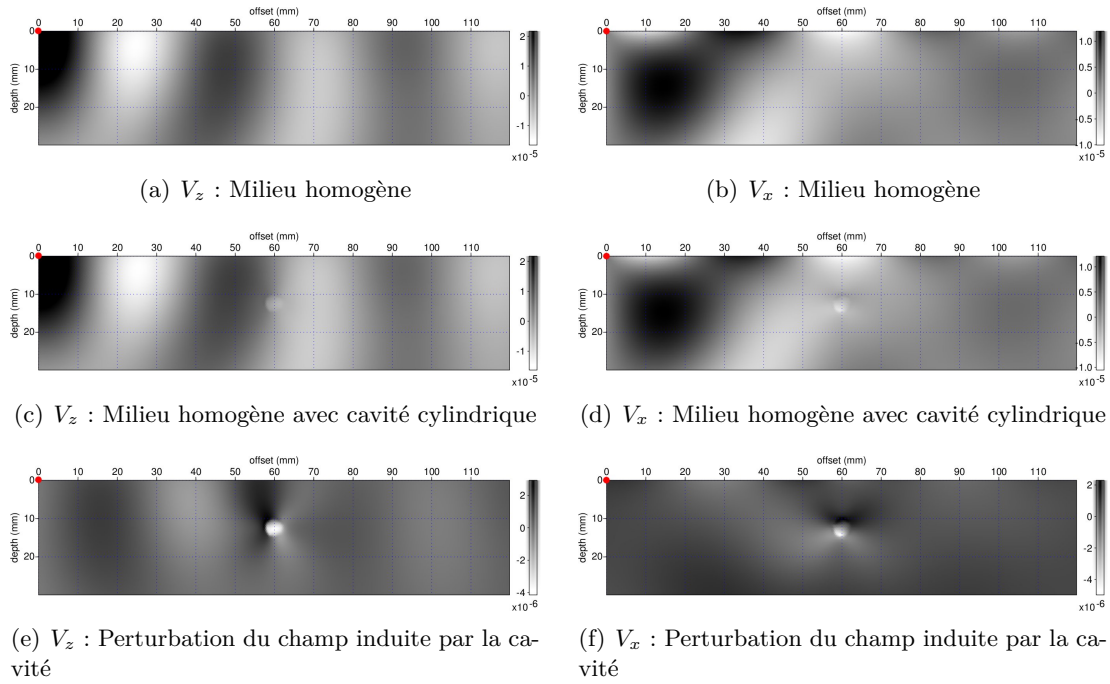 offset (mm)
0 10 20 30 40 50 60 70 80 90 100 110
depth (mm)
0
10
20
2
1
0
-1
x10-5
(a) Vz : Milieu homogène
offset (mm)
0 10 20 30 40 50 60 70 80 90 100 110
depth (mm)
0
10
20
1.0
0.5
0
-0.5
-1.0
x10-5
(b) Vx : Milieu homogène
offset (mm)
0 10 20 30 40 50 60 70 80 90 100 110
depth (mm)
0
10
20
2
1
0
-1
x10-5
(c) Vz : Milieu homogène avec cavité cylindrique
offset (mm)
0 10 20 30 40 50 60 70 80 90 100 110
depth (mm)
0
10
20
1.0
0.5
0
-0.5
-1.0
x10-5
(d) Vx : Milieu homogène avec cavité cylindrique
offset (mm)
0 10 20 30 40 50 60 70 80 90 100 110
depth (mm)
0
10
20
2
0
-2
-4
x10-6
(e) Vz : Perturbation du champ induite par la ca-
vité
offset (mm)
0 10 20 30 40 50 60 70 80 90 100 110
depth (mm)
0
10
20
2
0
-2
-4
x10-6
(f) Vx : Perturbation du champ induite par la ca-
vité